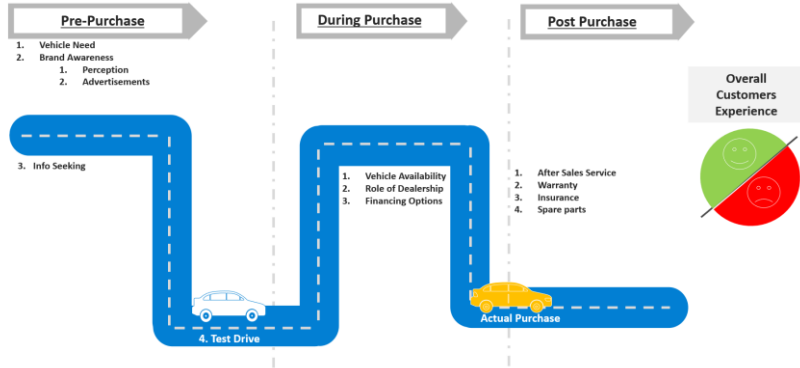 Pre-Purchase
During Purchase
Post Purchase
1. Vehicle Need
2. Brand Awareness
1. Perception
2. Advertisements
3. Info Seeking
4. Test Drive
1. Vehicle Availability
2. Role of Dealership
3. Financing Options
1. After Sales Service
2. Warranty
3. Insurance
4. Spare parts
Actual Purchase
Overall
Customers
Experience